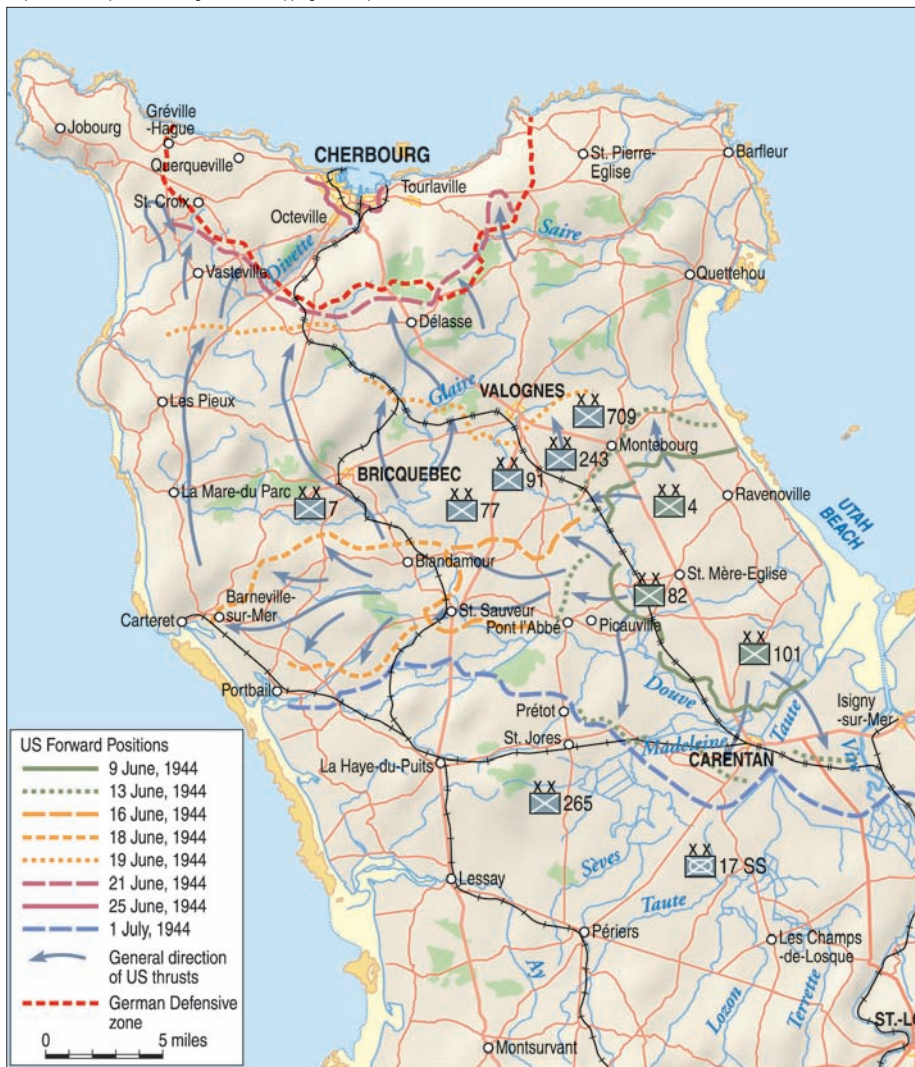 Jobourg
Gréville
-Hague
Querqueville
CHERBOURG
Tourlaville
St. Pierre-
Eglise
Barfleur
St. Croix
Octeville
Divette
Saire
Vasteville
Quettehou
Délasse
Glaire
VALOGNES
Les Pieux
X X
709
Montebourg
X X
243
BRICQUEBEC
X X
91
La Mare-du Parc
X X
7
X X
77
X X
4
Ravenoville
UTAH
BEACH
Blandamour
St. Mère-Eglise
X X
82
Barneville-
sur-Mer
Carteret
St. Sauveur
Pont l'Abbé
Picauville
X X
101
Portbail
Douve
Prétot
Taute
Isigny
-sur-Mer
St. Jores
Madeleine
CARENTAN
La Haye-du-Puits
X X
265
X X
17 SS
Sèves
Lessay
Taute
Périers
Les Champs
-de-Losque
Ay
Lozon
Terrette
ST.-LO
Montsurvant
US Forward Positions
9 June, 1944
13 June, 1944
16 June, 1944
18 June, 1944
19 June, 1944
21 June, 1944
25 June, 1944
1 July, 1944
General direction
of US thrusts
German Defensive
zone
0 5 miles